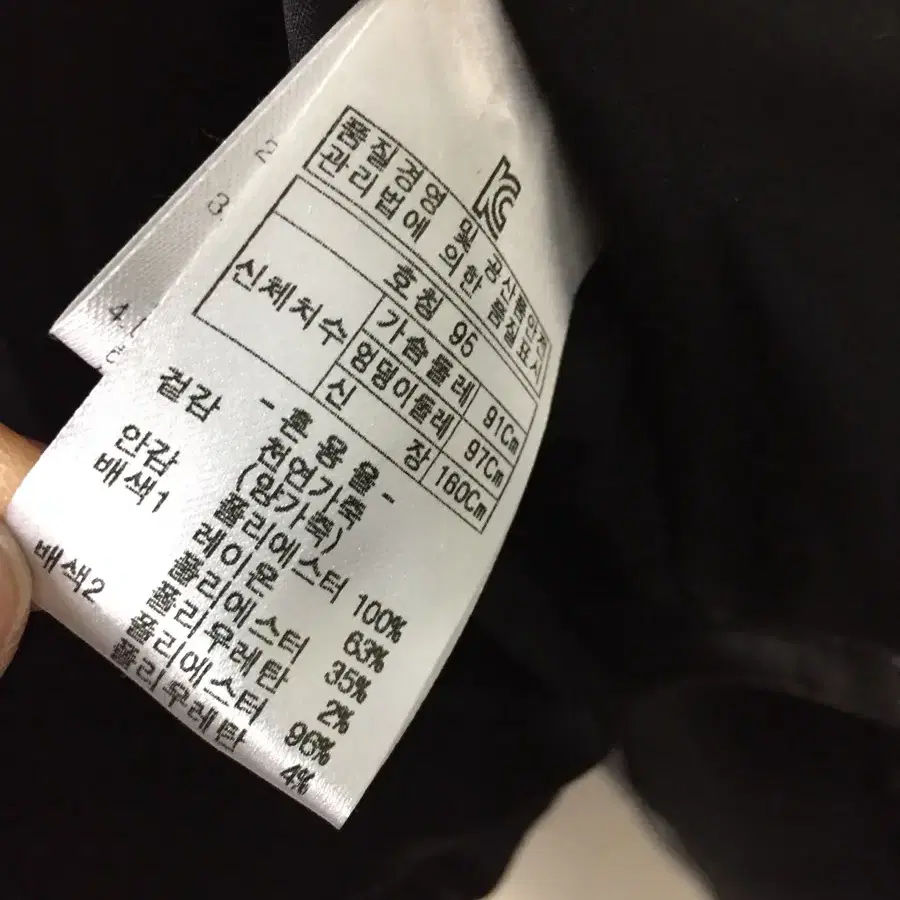 품질경영 및 공산품안전
관리법에 의한 품질표시
호칭 95
신체치수
가슴둘레 91Cm
엉덩이둘레 97Cm
신 장 160Cm
- 혼 용 율 -
겉감 천연가죽
(양가죽)
안감 폴리에스터 100%
배색1 레이온 63%
폴리에스터 35%
폴리우레탄 2%
배색2 폴리에스터 96%
폴리우레탄 4%
2
3.
4.